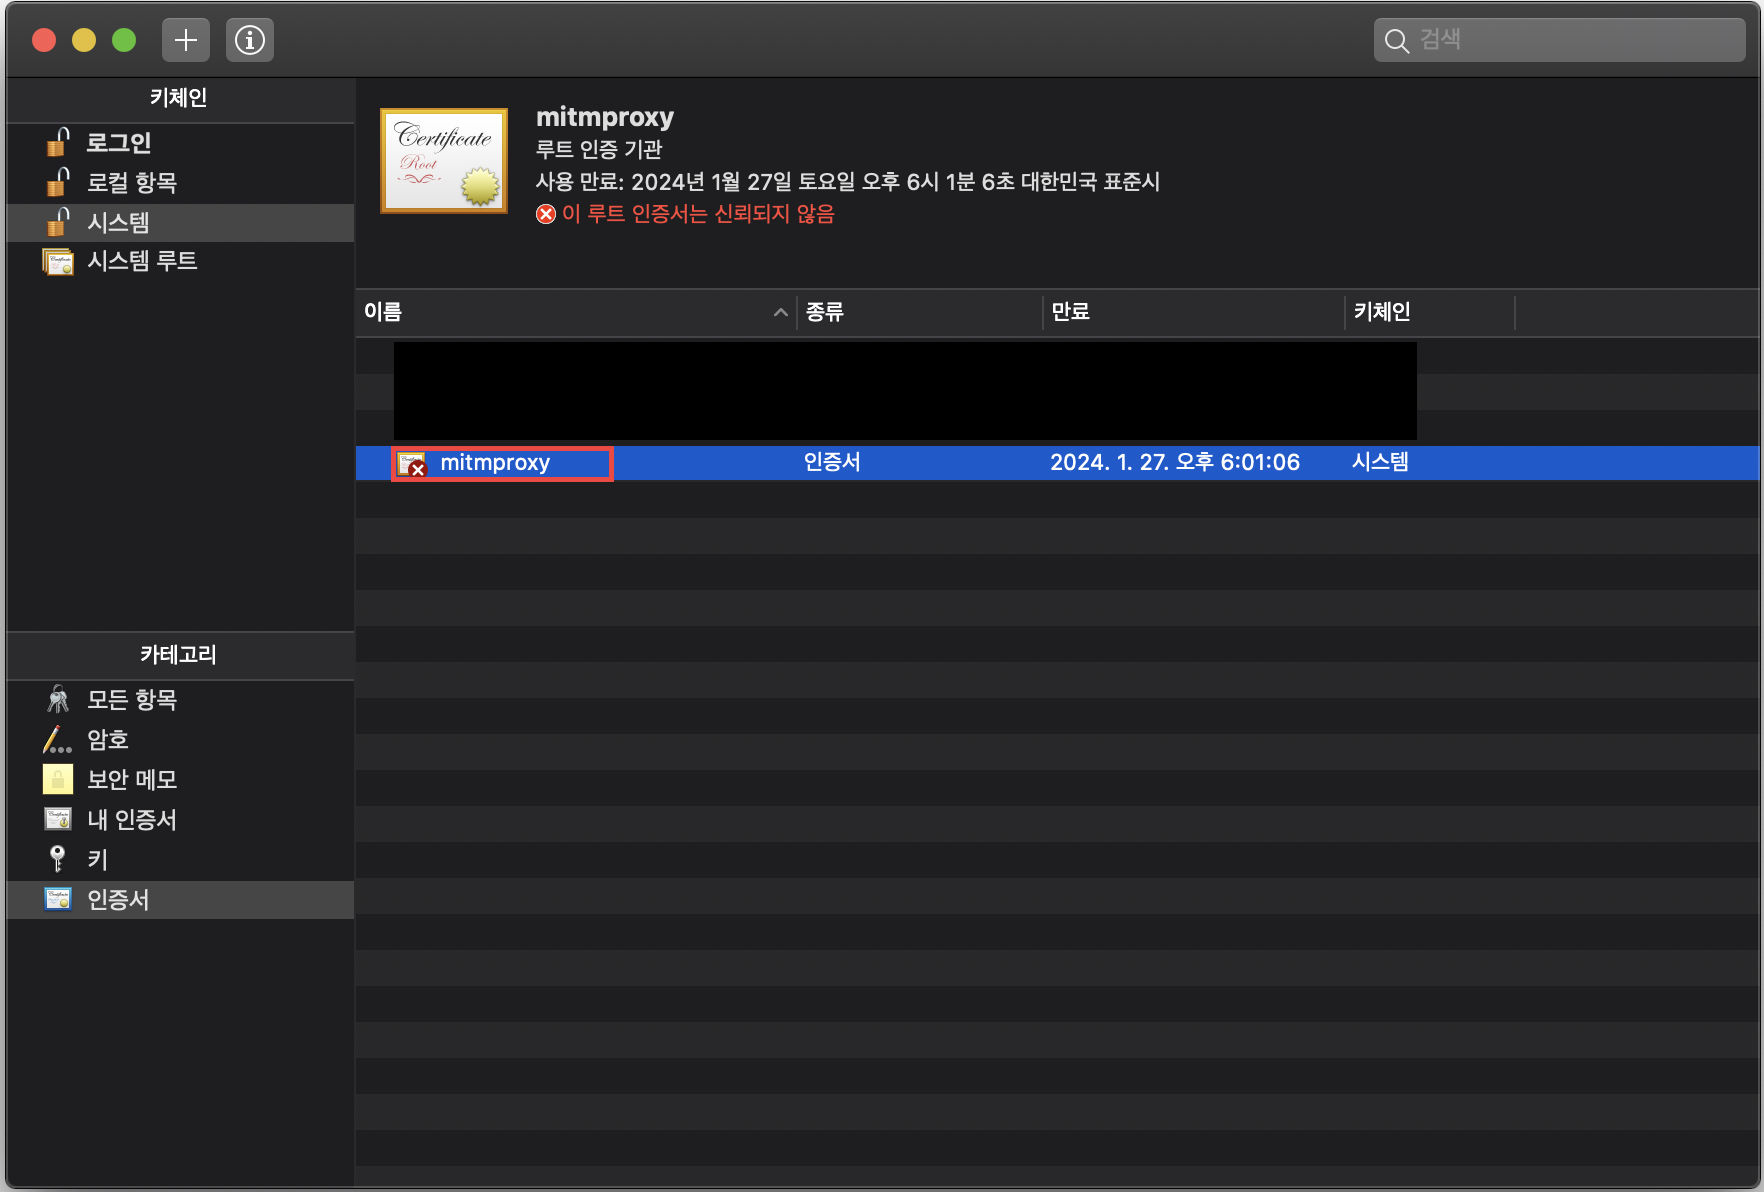 검색
키체인
로그인
로컬 항목
시스템
시스템 루트
Certificate
Root
mitmproxy
루트 인증 기관
사용 만료: 2024년 1월 27일 토요일 오후 6시 1분 6초 대한민국 표준시
이 루트 인증서는 신뢰되지 않음
이름 종류 만료 키체인
mitmproxy 인증서 2024. 1. 27. 오후 6:01:06 시스템
카테고리
모든 항목
암호
보안 메모
내 인증서
키
인증서